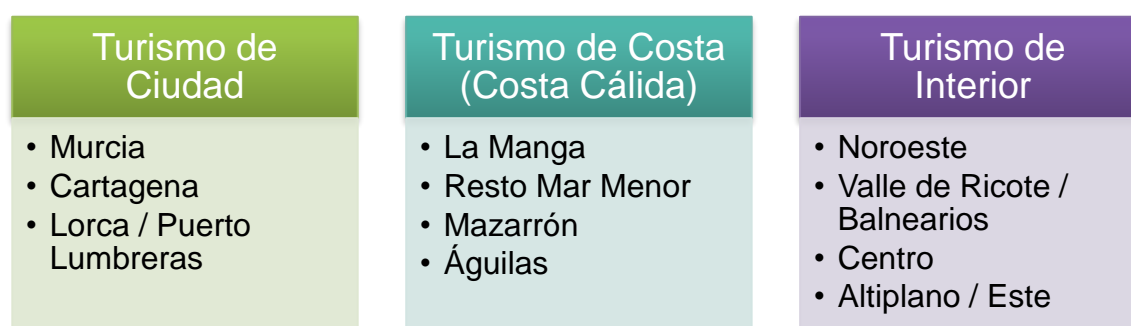 Turismo de
Ciudad
• Murcia
• Cartagena
• Lorca / Puerto
Lumbreras
Turismo de Costa
(Costa Cálida)
• La Manga
• Resto Mar Menor
• Mazarrón
• Águilas
Turismo de
Interior
• Noroeste
• Valle de Ricote /
Balnearios
• Centro
• Altiplano / Este